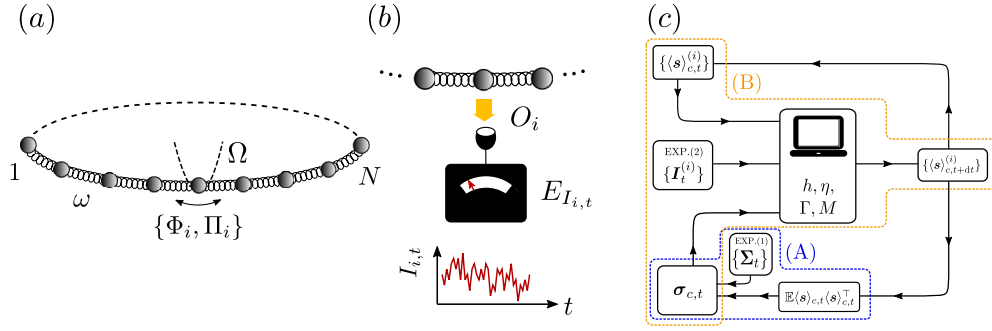 (a)
1
ω
Ω
N
{Φ_i, Π_i}
(b)
...
...
O_i
E_{I_{i,t}}
I_{i,t}
t
(c)
{⟨s⟩_{c,t}^{(i)}}
(B)
EXP.(2)
{I_t^{(i)}}
h, η,
Γ, M
{⟨s⟩_{c,t+dt}^{(i)}}
EXP.(1)
{Σ_t}
(A)
σ_{c,t}
𝔼⟨s⟩_{c,t}⟨s⟩_{c,t}^⊤